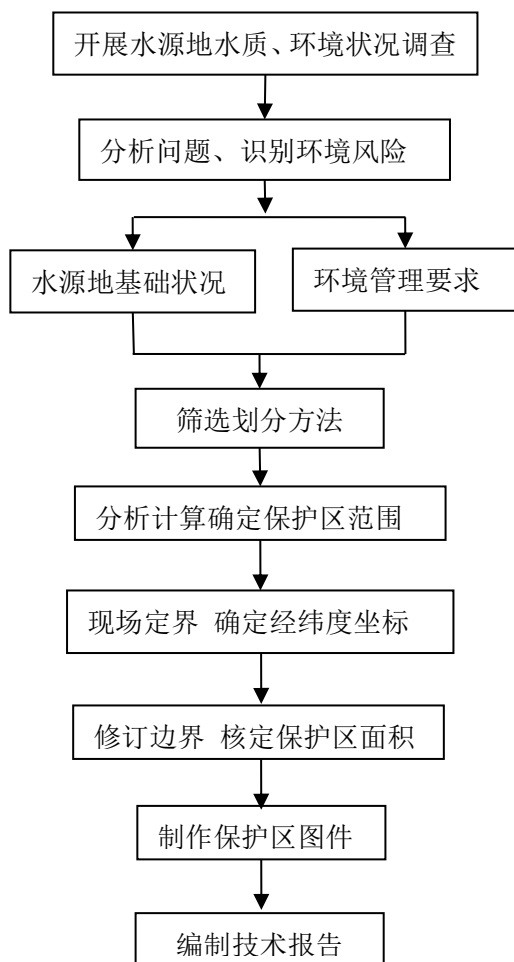 开展水源地水质、环境状况调查
分析问题、识别环境风险
水源地基础状况
环境管理要求
筛选划分方法
分析计算确定保护区范围
现场定界 确定经纬度坐标
修订边界 核定保护区面积
制作保护区图件
编制技术报告